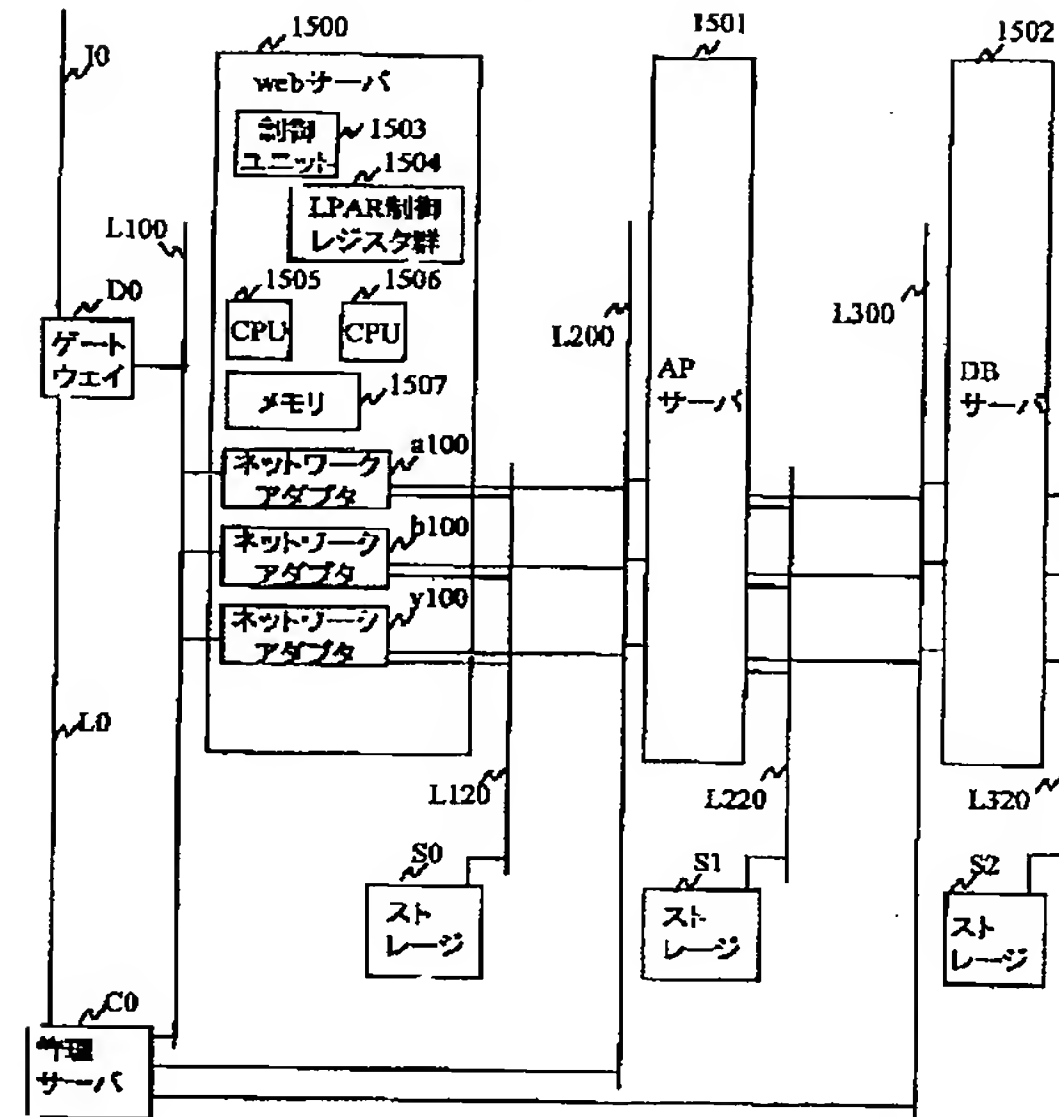 1500
1501
1502
I0
webサーバ
制御
ユニット
1503
1504
LPAR制御
レジスタ群
L100
1505
1506
D0
CPU
CPU
L200
L300
ゲート
ウェイ
AP
サーバ
DB
サーバ
メモリ
1507
a100
ネットワーク
アダプタ
b100
ネットワーク
アダプタ
y100
ネットワーク
アダプタ
L0
L120
L220
L320
S0
S1
S2
スト
レージ
スト
レージ
スト
レージ
C0
管理
サーバ